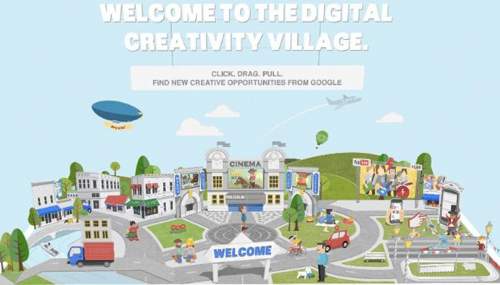 WELCOME TO THE DIGITAL
CREATIVITY VILLAGE.
CLICK. DRAG. PULL.
FIND NEW CREATIVE OPPORTUNITIES FROM GOOGLE
CINEMA
YouTube
WELCOME